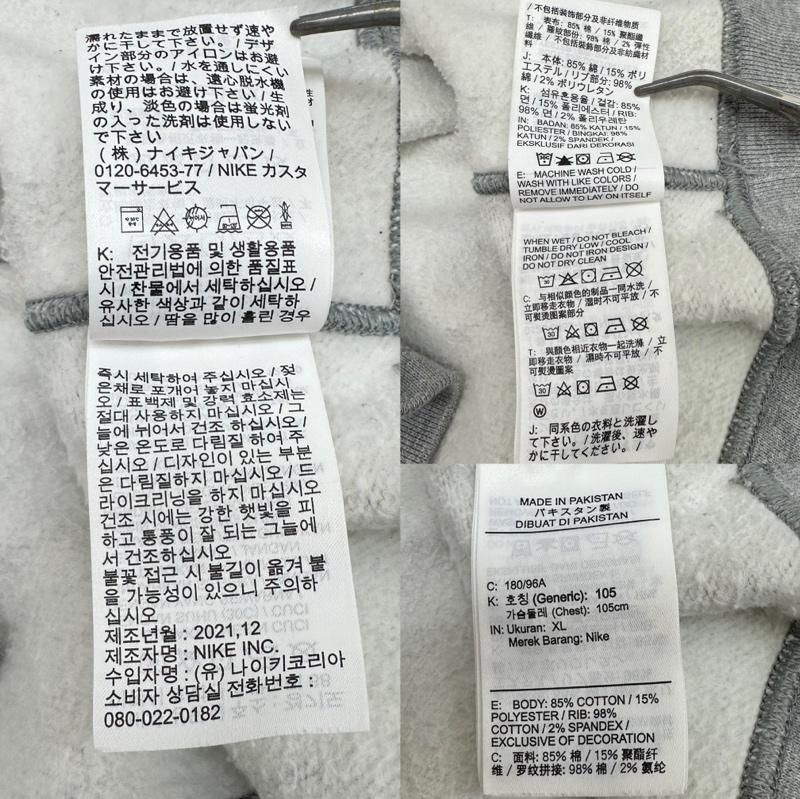 濡れたままで放置せず速や
かに干して下さい。/ デザ
イン部分のアイロンはお避
け下さい / 水を通しにくい
素材の場合は、遠心脱水機
の使用はお避け下さい / 生
成り、淡色の場合は蛍光剤
の入った洗剤は使用しない
で下さい
(株) ナイキジャパン /
0120-6453-77 / NIKE カスタ
マーサービス
K: 전기용품 및 생활용품
안전관리법에 의한 품질표
시 / 찬물에서 세탁하십시오 /
유사한 색상과 같이 세탁하
십시오 / 땀을 많이 흘린 경우
즉시 세탁하여 주십시오 / 젖
은채로 포개여 놓지 마십시
오 / 표백제 및 강력 효소제는
절대 사용하지 마십시오 / 그
늘에 뉘어서 건조 하십시오 /
낮은 온도로 다림질 하여 주
십시오 / 디자인이 있는 부분
은 다림질하지 마십시오 / 드
라이크리닝을 하지 마십시오
건조 시에는 강한 햇빛을 피
하고 통풍이 잘 되는 그늘에
서 건조하십시오
불꽃 접근 시 불길이 옮겨 붙
을 가능성이 있으니 주의하
십시오
제조년월 : 2021,12
제조자명 : NIKE INC.
수입자명 : (유) 나이키코리아
소비자 상담실 전화번호 :
080-022-0182
/ 不包括装饰部分及非纤维物质
T: 表布: 85% 棉 / 15% 聚酯纖
維 / 羅紋部份: 98% 棉 / 2% 彈性
纖維 / 不包括裝飾部分及非紡織材
料
J: 本体: 85% 綿 / 15% ポリ
エステル / リブ部分: 98%
綿 / 2% ポリウレタン
K: 섬유혼용율 / 겉감: 85%
면 / 15% 폴리에스터 / RIB:
98% 면 / 2% 폴리우레탄
IN: BADAN: 85% KATUN / 15%
POLIESTER / BINGKAI: 98%
KATUN / 2% SPANDEK /
EKSKLUSIF DARI DEKORASI
E: MACHINE WASH COLD /
WASH WITH LIKE COLORS /
REMOVE IMMEDIATELY / DO
NOT ALLOW TO LAY ON ITSELF
WHEN WET / DO NOT BLEACH /
TUMBLE DRY LOW / COOL
IRON / DO NOT IRON DESIGN /
DO NOT DRY CLEAN
C: 与相似颜色的制品一同水洗 /
立即移走衣物 / 湿时不可平放 / 不
可熨烫图案部分
T: 與顏色相近衣物一起洗滌 / 立
即移走衣物 / 濕時不可平放 / 不
可熨燙圖案
J: 同系色の衣料と洗濯し
て下さい。/ 洗濯後、速や
かに干してください。/
MADE IN PAKISTAN
パキスタン製
DIBUAT DI PAKISTAN
C: 180/96A
K: 호칭 (Generic): 105
가슴둘레 (Chest): 105cm
IN: Ukuran: XL
Merek Barang: Nike
E: BODY: 85% COTTON / 15%
POLYESTER / RIB: 98%
COTTON / 2% SPANDEX /
EXCLUSIVE OF DECORATION
C: 面料: 85% 棉 / 15% 聚酯纤
维 / 罗纹拼接: 98% 棉 / 2% 氨纶